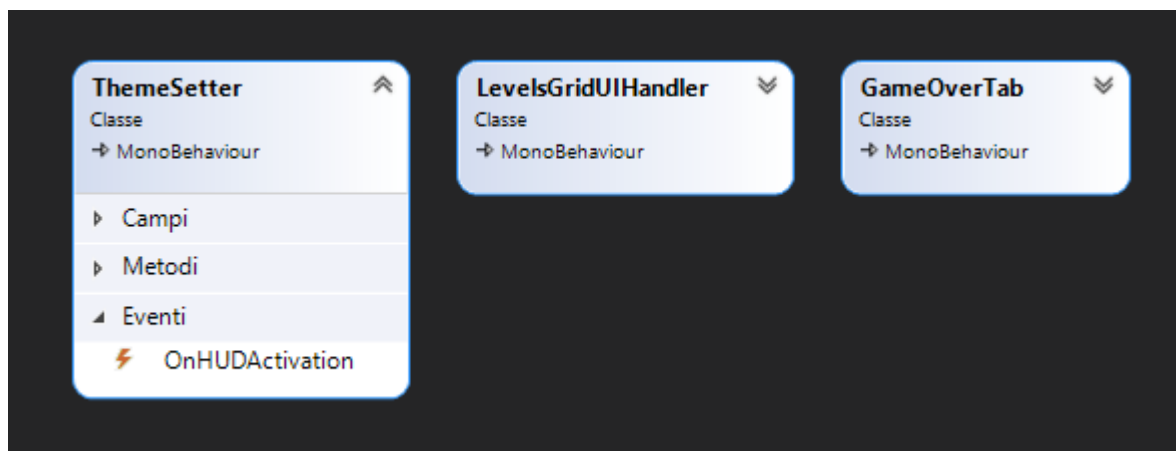 ThemeSetter
Classe
MonoBehaviour
Campi
Metodi
Eventi
OnHUDActivation
LevelsGridUIHandler
Classe
MonoBehaviour
GameOverTab
Classe
MonoBehaviour